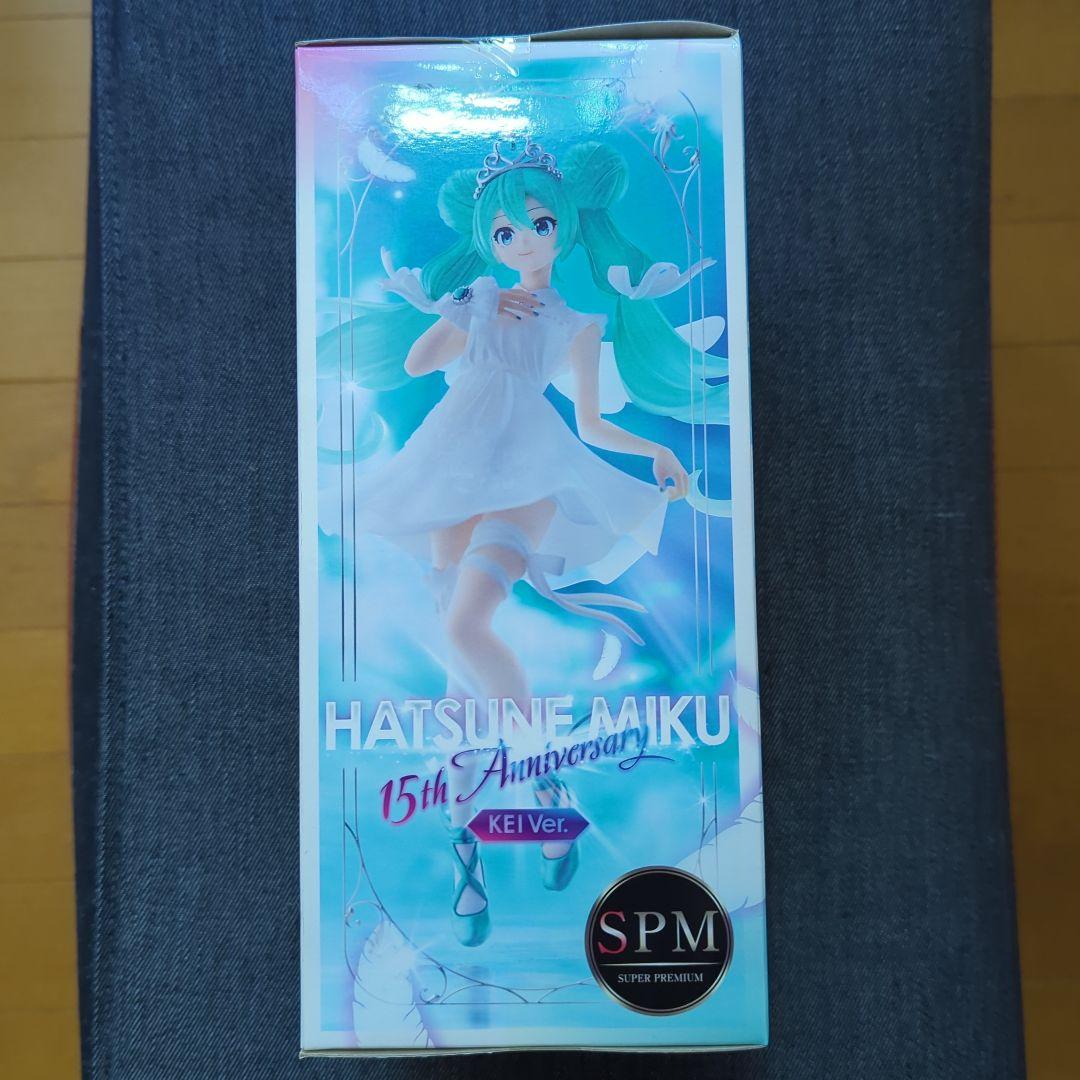 HATSUNE MIKU
15th Anniversary
KEI Ver.
SPM
SUPER PREMIUM